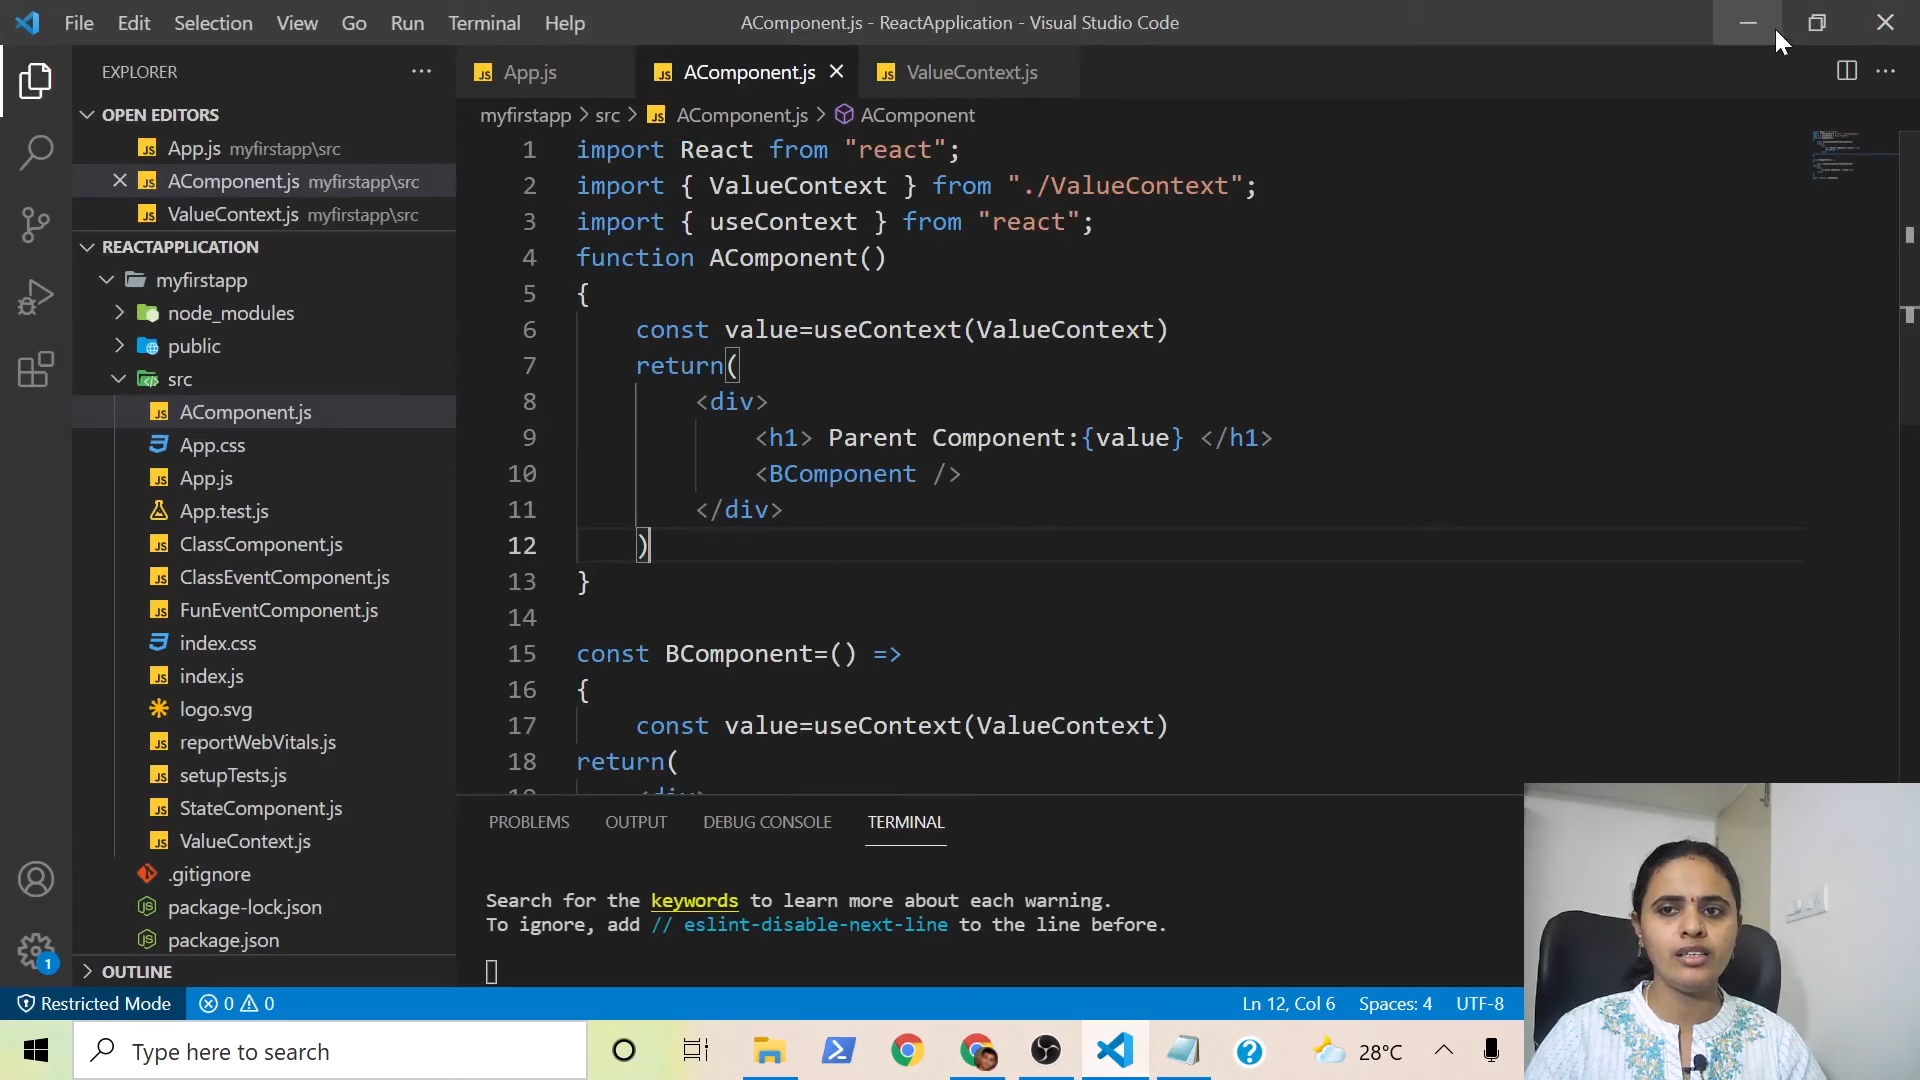 File Edit Selection View Go Run Terminal Help
AComponent.js - ReactApplication - Visual Studio Code
EXPLORER
OPEN EDITORS
App.js myfirstapp\src
AComponent.js myfirstapp\src
ValueContext.js myfirstapp\src
REACTAPPLICATION
myfirstapp
node_modules
public
src
AComponent.js
App.css
App.js
App.test.js
ClassComponent.js
ClassEventComponent.js
FunEventComponent.js
index.css
index.js
logo.svg
reportWebVitals.js
setupTests.js
StateComponent.js
ValueContext.js
.gitignore
package-lock.json
package.json
OUTLINE
App.js AComponent.js ValueContext.js
myfirstapp > src > AComponent.js > AComponent
1 import React from "react";
2 import { ValueContext } from "./ValueContext";
3 import { useContext } from "react";
4 function AComponent()
5 {
6 const value=useContext(ValueContext)
7 return(
8 <div>
9 <h1> Parent Component:{value} </h1>
10 <BComponent />
11 </div>
12 )
13 }
14
15 const BComponent=() =>
16 {
17 const value=useContext(ValueContext)
18 return(
19 <div>
PROBLEMS OUTPUT DEBUG CONSOLE TERMINAL
Search for the keywords to learn more about each warning.
To ignore, add // eslint-disable-next-line to the line before.
1
Restricted Mode 0 0 Ln 12, Col 6 Spaces: 4 UTF-8
Type here to search 28°C